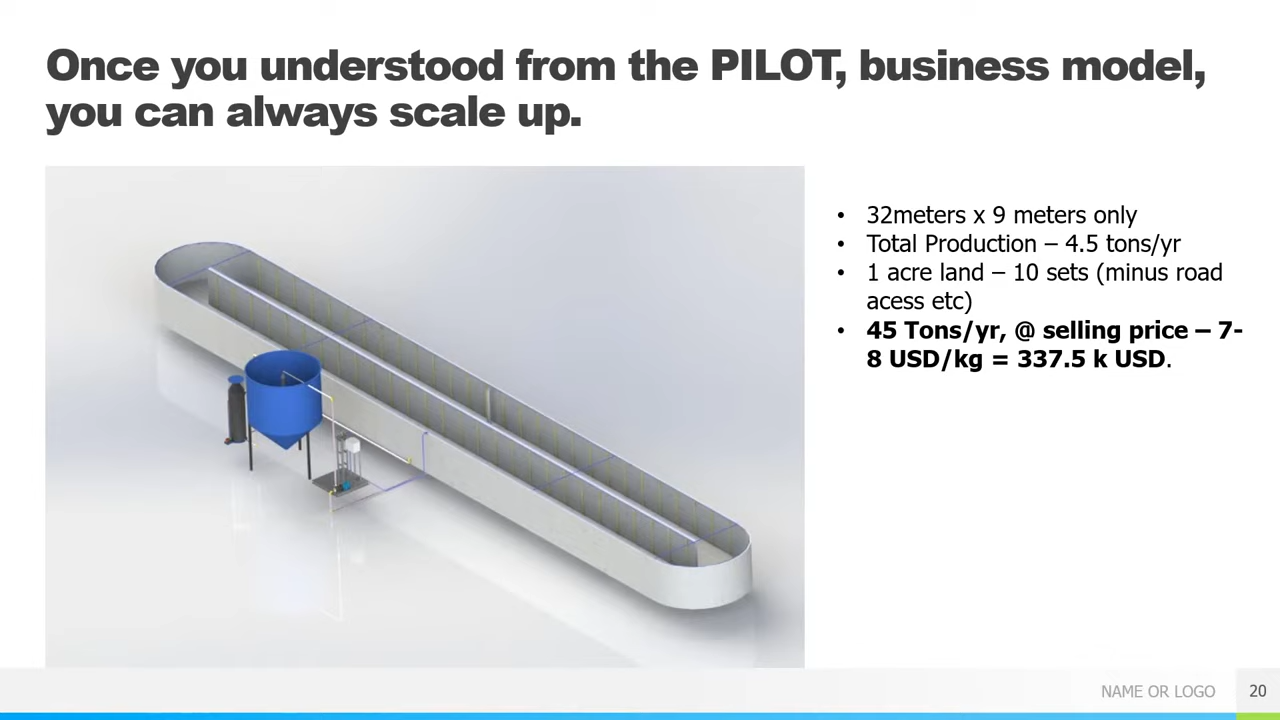 Once you understood from the PILOT, business model,
you can always scale up.
• 32meters x 9 meters only
• Total Production – 4.5 tons/yr
• 1 acre land – 10 sets (minus road
acess etc)
• 45 Tons/yr, @ selling price – 7-
8 USD/kg = 337.5 k USD.
NAME OR LOGO
20